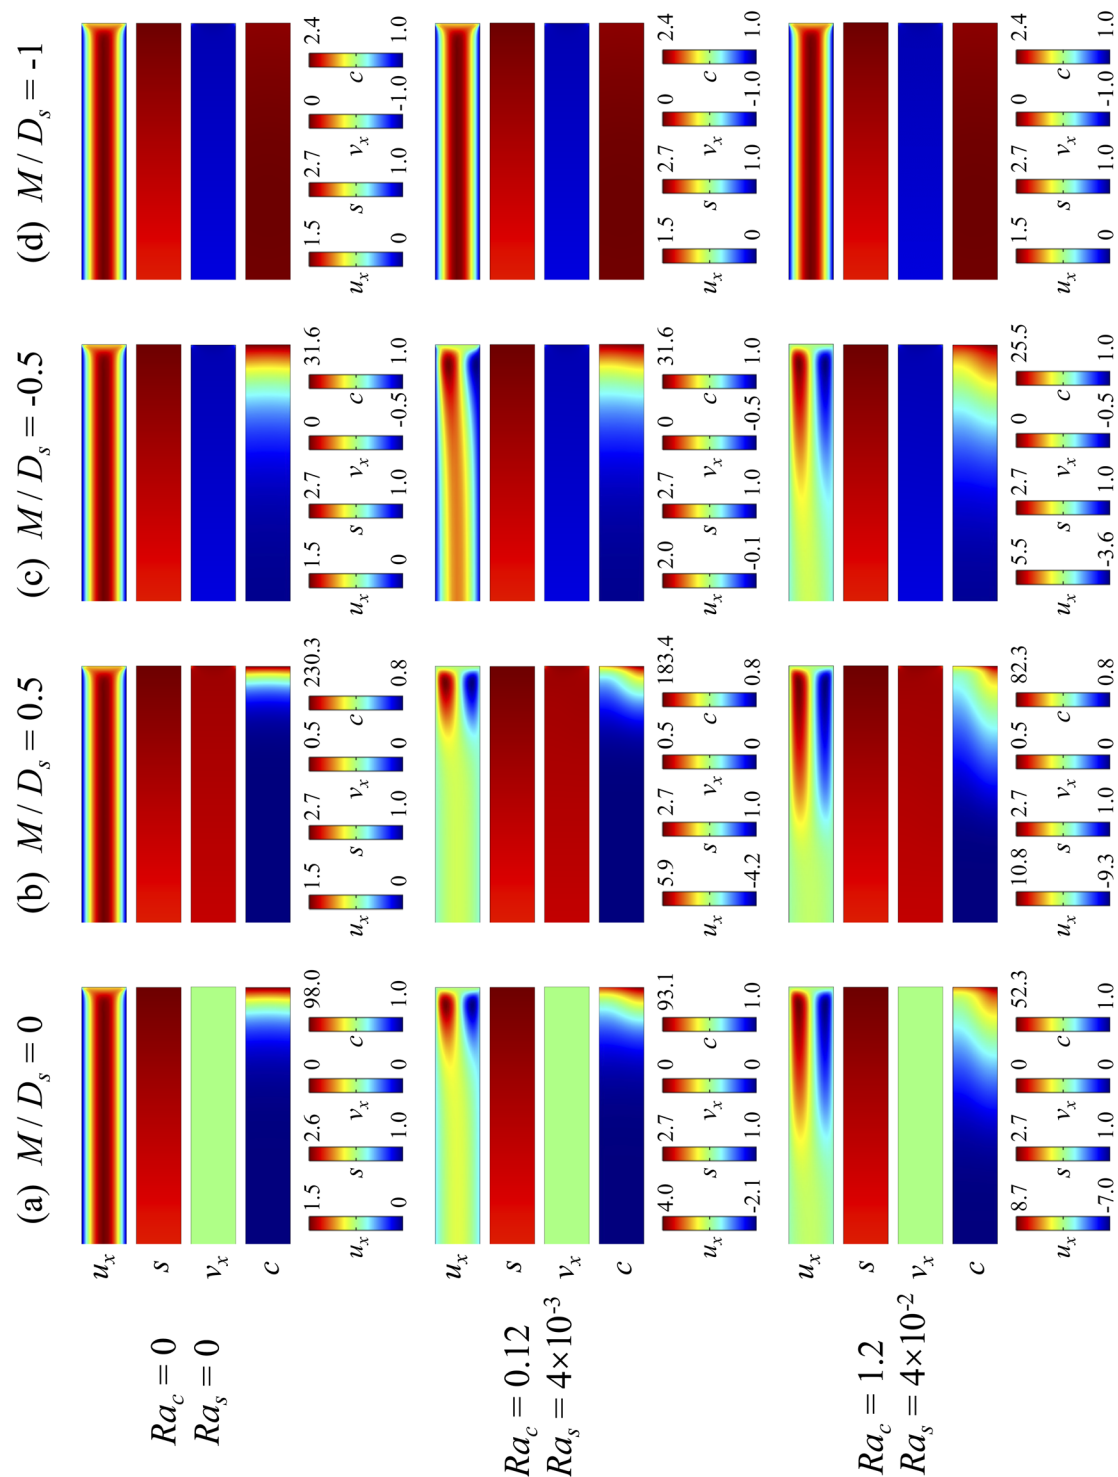 (a) M / D_s = 0 (b) M / D_s = 0.5 (c) M / D_s = -0.5 (d) M / D_s = -1
Ra_c = 0
Ra_s = 0
u_x
s
v_x
c
1.5 2.6 0 98.0 1.5 2.7 0.5 230.3 1.5 2.7 0 31.6 1.5 2.7 0 2.4
u_x s v_x c u_x s v_x c u_x s v_x c u_x s v_x c
0 1.0 0 1.0 0 1.0 0 0.8 0 1.0 -0.5 1.0 0 1.0 -1.0 1.0
Ra_c = 0.12
Ra_s = 4×10⁻³
u_x
s
v_x
c
4.0 2.7 0 93.1 5.9 2.7 0.5 183.4 2.0 2.7 0 31.6 1.5 2.7 0 2.4
u_x s v_x c u_x s v_x c u_x s v_x c u_x s v_x c
-2.1 1.0 0 1.0 -4.2 1.0 0 0.8 -0.1 1.0 -0.5 1.0 0 1.0 -1.0 1.0
Ra_c = 1.2
Ra_s = 4×10⁻²
u_x
s
v_x
c
8.7 2.7 0 52.3 10.8 2.7 0.5 82.3 5.5 2.7 0 25.5 1.5 2.7 0 2.4
u_x s v_x c u_x s v_x c u_x s v_x c u_x s v_x c
-7.0 1.0 0 1.0 -9.3 1.0 0 0.8 -3.6 1.0 -0.5 1.0 0 1.0 -1.0 1.0